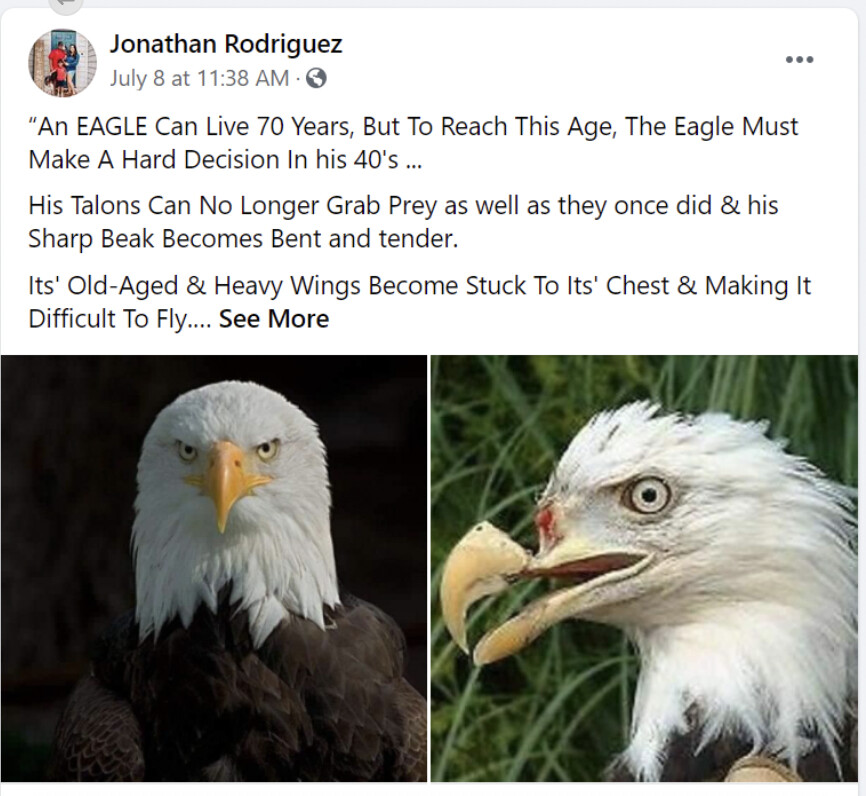 Jonathan Rodriguez
July 8 at 11:38 AM ·
“An EAGLE Can Live 70 Years, But To Reach This Age, The Eagle Must
Make A Hard Decision In his 40's ...
His Talons Can No Longer Grab Prey as well as they once did & his
Sharp Beak Becomes Bent and tender.
Its' Old-Aged & Heavy Wings Become Stuck To Its' Chest & Making It
Difficult To Fly.... See More